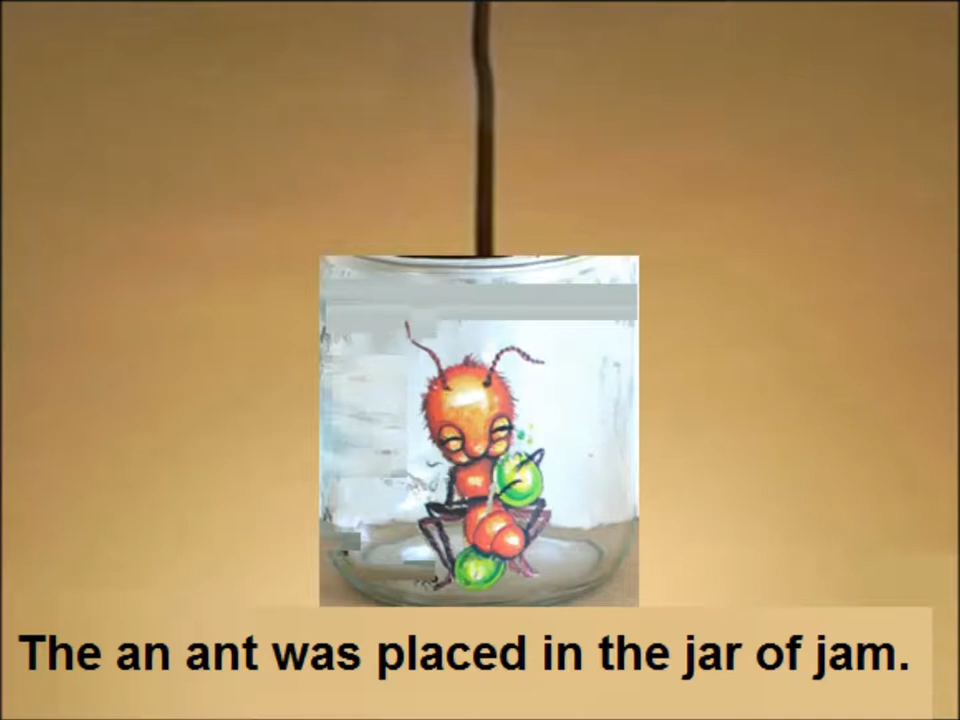 The an ant was placed in the jar of jam.